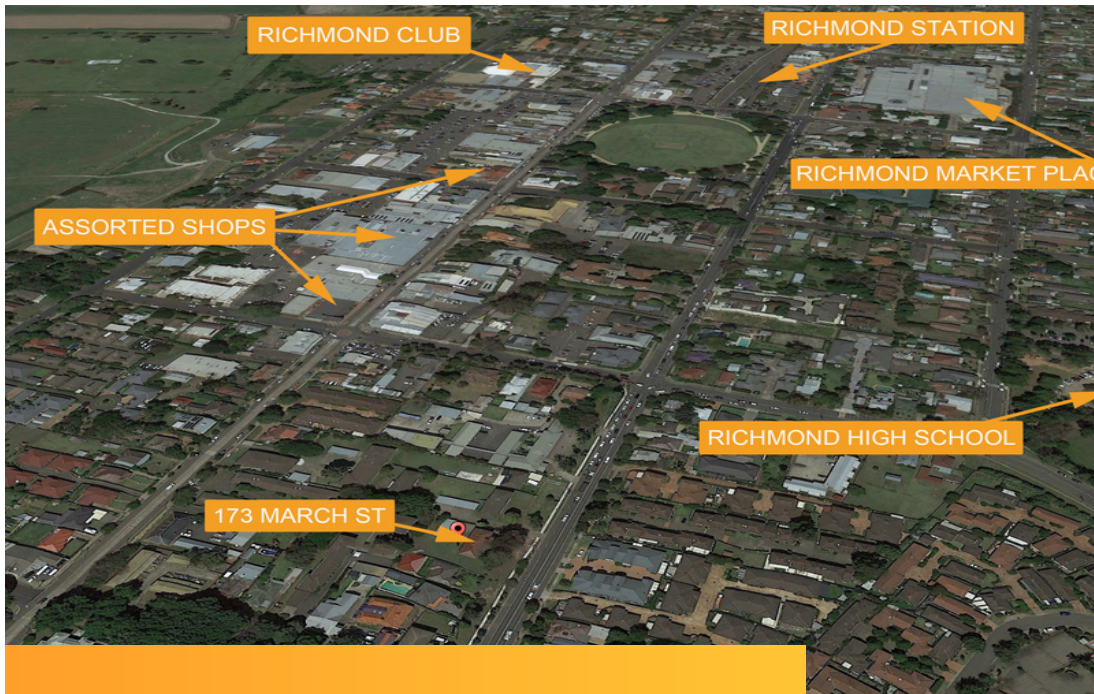 RICHMOND CLUB
RICHMOND STATION
RICHMOND MARKET PLAC
ASSORTED SHOPS
RICHMOND HIGH SCHOOL
173 MARCH ST